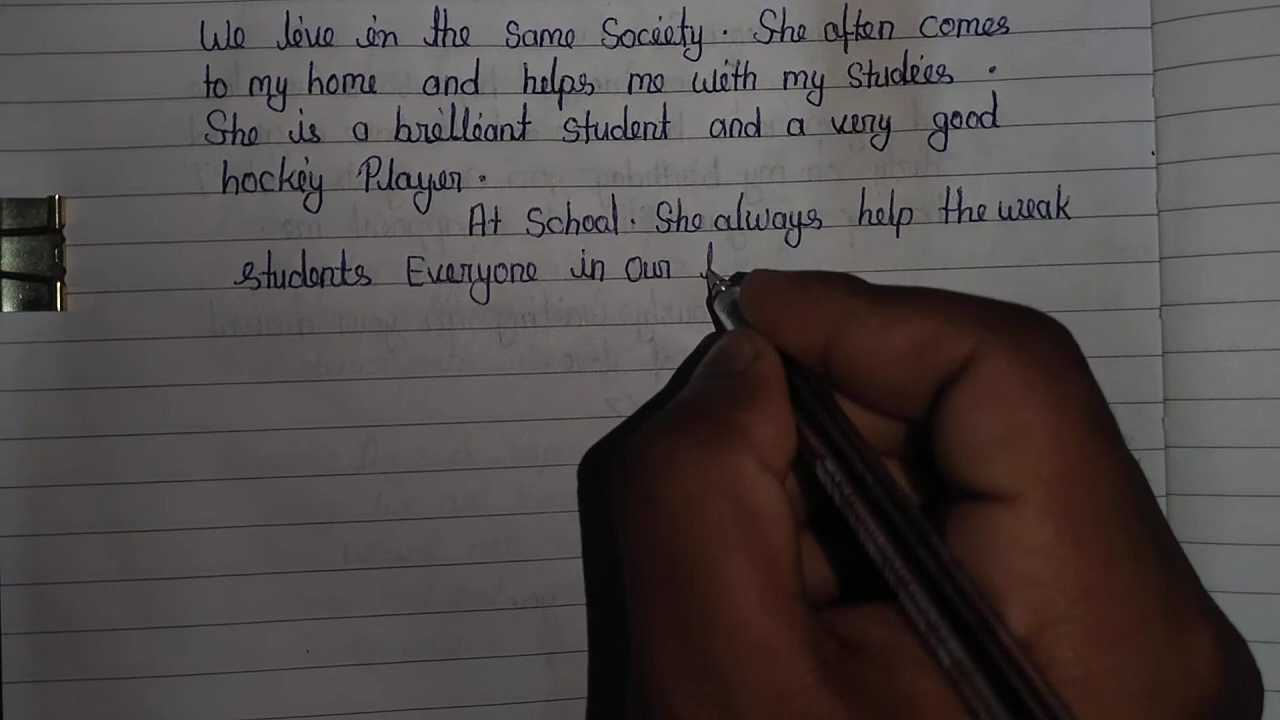 We live in the Same Society. She often comes
to my home and helps me with my Studies.
She is a brilliant student and a very good
hockey Player.
At School. She always help the weak
students Everyone in our